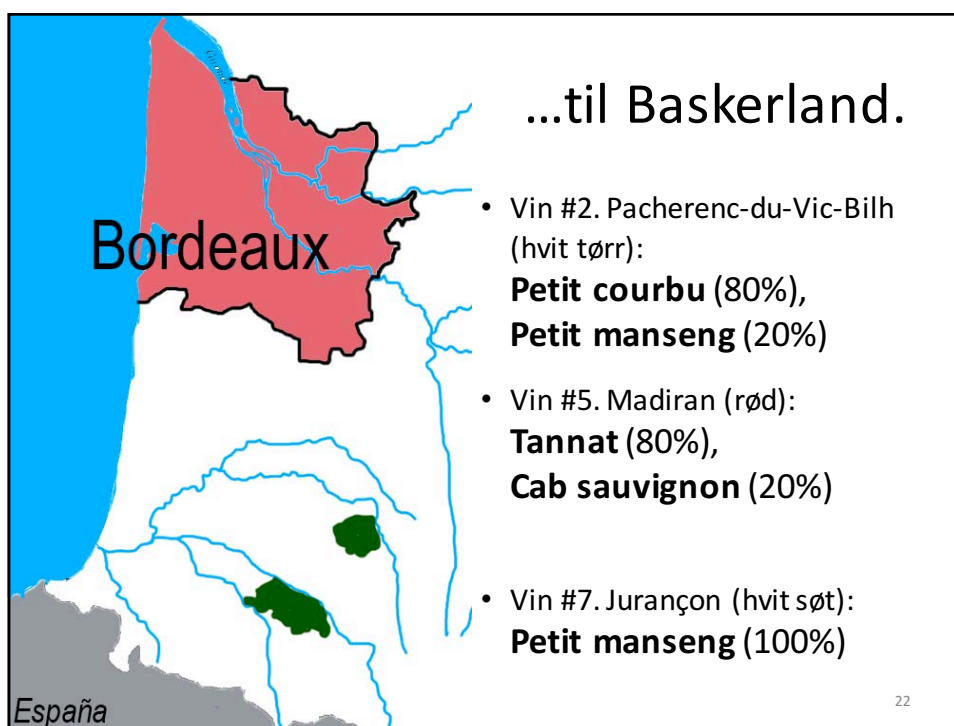 Gironde
…til Baskerland.
• Vin #2. Pacherenc-du-Vic-Bilh
(hvit tørr):
Petit courbu (80%),
Petit manseng (20%)
Bordeaux
• Vin #5. Madiran (rød):
Tannat (80%),
Cab sauvignon (20%)
• Vin #7. Jurançon (hvit søt):
Petit manseng (100%)
España
22